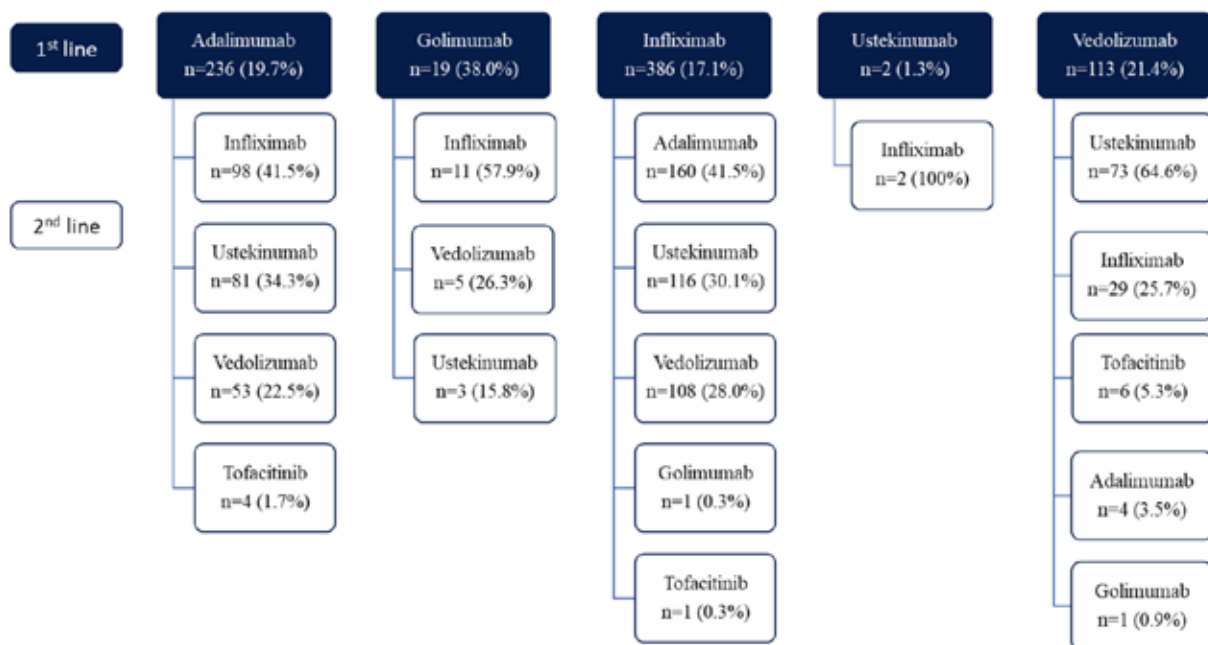 1st line
Adalimumab
n=236 (19.7%)
Golimumab
n=19 (38.0%)
Infliximab
n=386 (17.1%)
Ustekinumab
n=2 (1.3%)
Vedolizumab
n=113 (21.4%)
2nd line
Infliximab
n=98 (41.5%)
Ustekinumab
n=81 (34.3%)
Vedolizumab
n=53 (22.5%)
Tofacitinib
n=4 (1.7%)
Infliximab
n=11 (57.9%)
Vedolizumab
n=5 (26.3%)
Ustekinumab
n=3 (15.8%)
Adalimumab
n=160 (41.5%)
Ustekinumab
n=116 (30.1%)
Vedolizumab
n=108 (28.0%)
Golimumab
n=1 (0.3%)
Tofacitinib
n=1 (0.3%)
Infliximab
n=2 (100%)
Ustekinumab
n=73 (64.6%)
Infliximab
n=29 (25.7%)
Tofacitinib
n=6 (5.3%)
Adalimumab
n=4 (3.5%)
Golimumab
n=1 (0.9%)